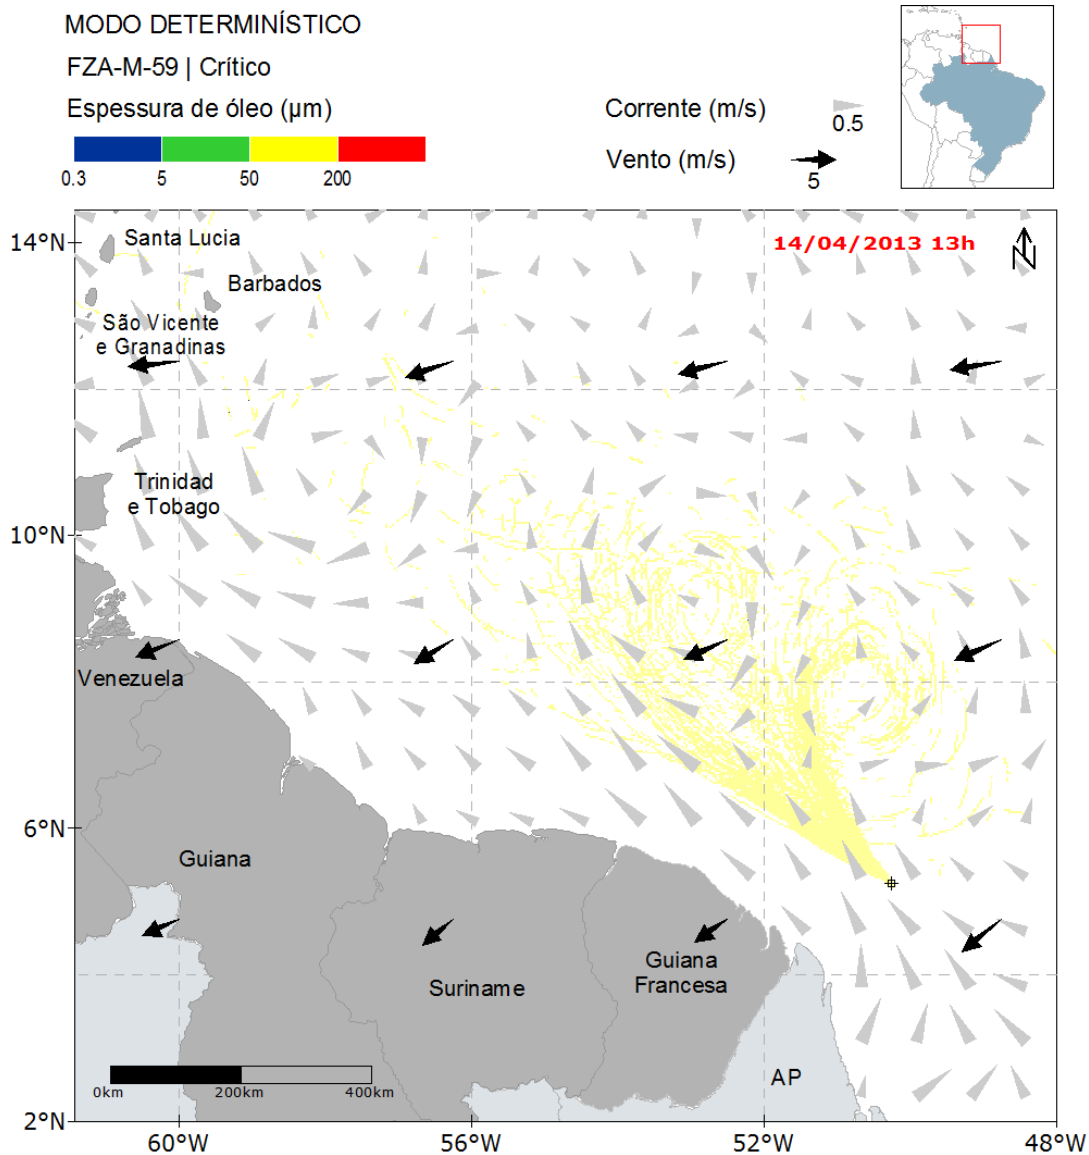 MODO DETERMINÍSTICO
FZA-M-59 | Crítico
Espessura de óleo (µm)
0.3 5 50 200
Corrente (m/s)
0.5
Vento (m/s)
5
14/04/2013 13h
N
14°N
10°N
6°N
2°N
Santa Lucia
Barbados
São Vicente
e Granadinas
Trinidad
e Tobago
Venezuela
Guiana
Suriname
Guiana
Francesa
AP
0km 200km 400km
60°W 56°W 52°W 48°W